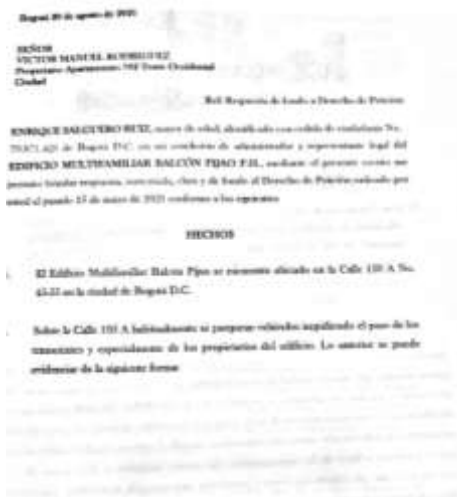 Bogotá 09 de agosto de 2021
SEÑOR
VICTOR MANUEL RODRIGUEZ
Propietario Apartamento 702 Torre Occidental
Ciudad
Ref: Respuesta de fondo a Derecho de Petición
ENRIQUE SALGUERO RUIZ, mayor de edad, identificado con cédula de ciudadanía No.
de Bogotá D.C. en mi condición de administrador y representante legal del
EDIFICIO MULTIFAMILIAR BALCÓN PIJAO P.H., mediante el presente escrito me
permito brindar respuesta, clara y de fondo al Derecho de Petición radicado por
usted el pasado 15 de de 2021 conforme a los siguientes
HECHOS
El Edificio Multifamiliar Balcón Pijao se encuentra ubicado en la Calle A No.
en la ciudad de Bogotá D.C.
Sobre la Calle A habitualmente se parquean vehículos impidiendo el paso de los
transeúntes y especialmente de los propietarios del edificio. Lo anterior se puede
evidenciar de la siguiente forma: